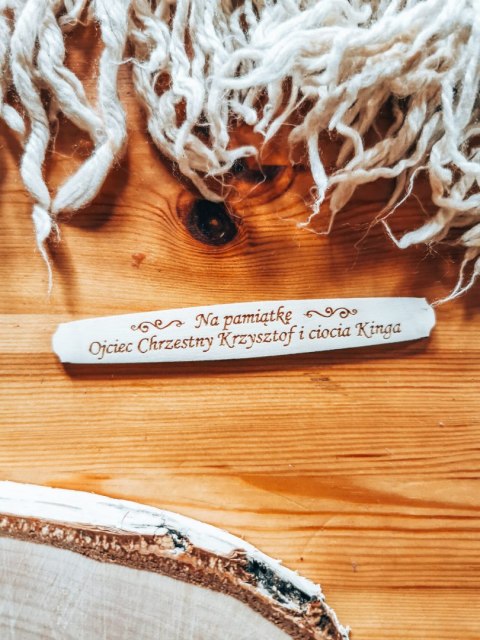 Na pamiątkę
Ojciec Chrzestny Krzysztof i ciocia Kinga